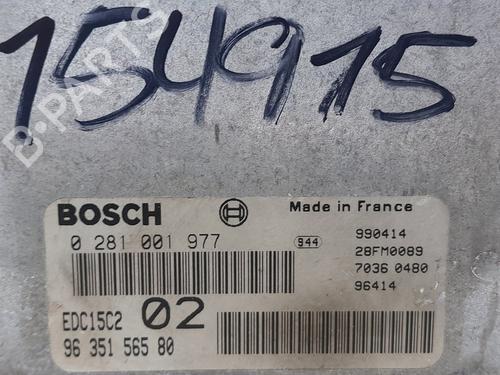 154915
B-PARTS
BOSCH
Made in France
0 281 001 977
944
990414
28FM0089
7036 0480
96414
EDC15C2
02
96 351 565 80